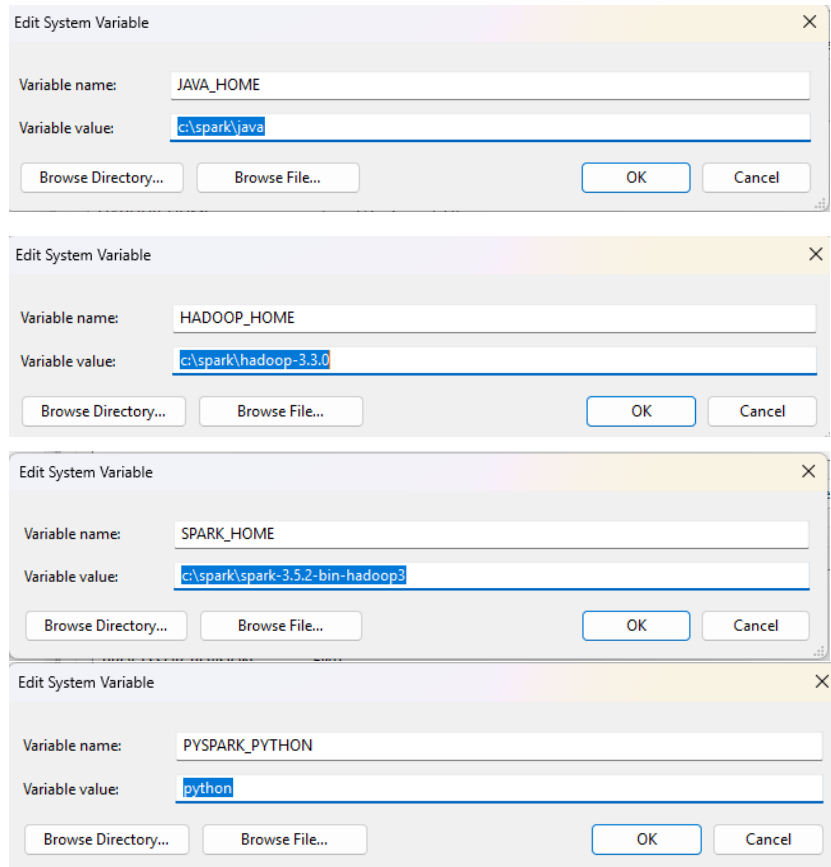 Edit System Variable
Variable name: JAVA_HOME
Variable value: c:\spark\java
Browse Directory... Browse File... OK Cancel
Edit System Variable
Variable name: HADOOP_HOME
Variable value: c:\spark\hadoop-3.3.0
Browse Directory... Browse File... OK Cancel
Edit System Variable
Variable name: SPARK_HOME
Variable value: c:\spark\spark-3.5.2-bin-hadoop3
Browse Directory... Browse File... OK Cancel
Edit System Variable
Variable name: PYSPARK_PYTHON
Variable value: python
Browse Directory... Browse File... OK Cancel